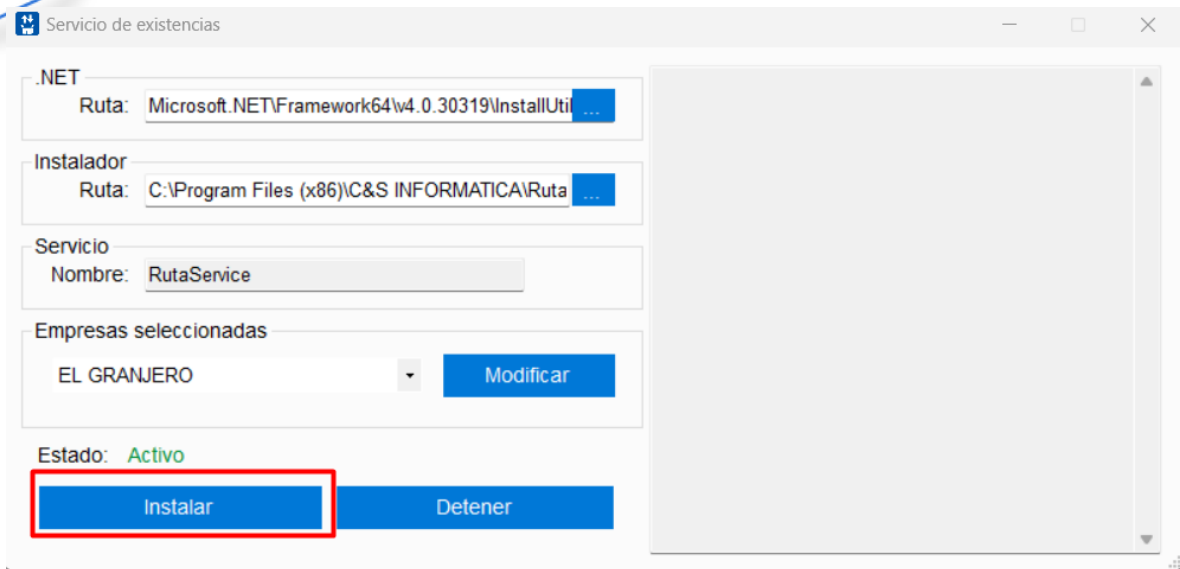 Servicio de existencias
.NET
Ruta: Microsoft.NET\Framework64\v4.0.30319\InstallUtil ...
Instalador
Ruta: C:\Program Files (x86)\C&S INFORMATICA\Ruta ...
Servicio
Nombre: RutaService
Empresas seleccionadas
EL GRANJERO Modificar
Estado: Activo
Instalar Detener